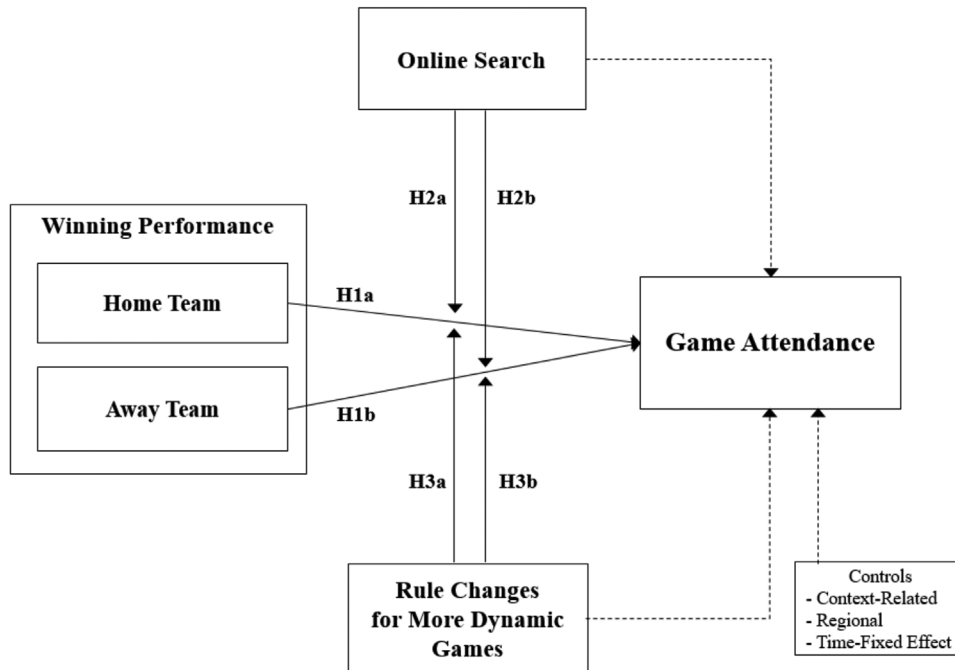 Online Search
H2a
H2b
Winning Performance
Home Team
H1a
Game Attendance
Away Team
H1b
H3a
H3b
Rule Changes
for More Dynamic
Games
Controls
- Context-Related
- Regional
- Time-Fixed Effect